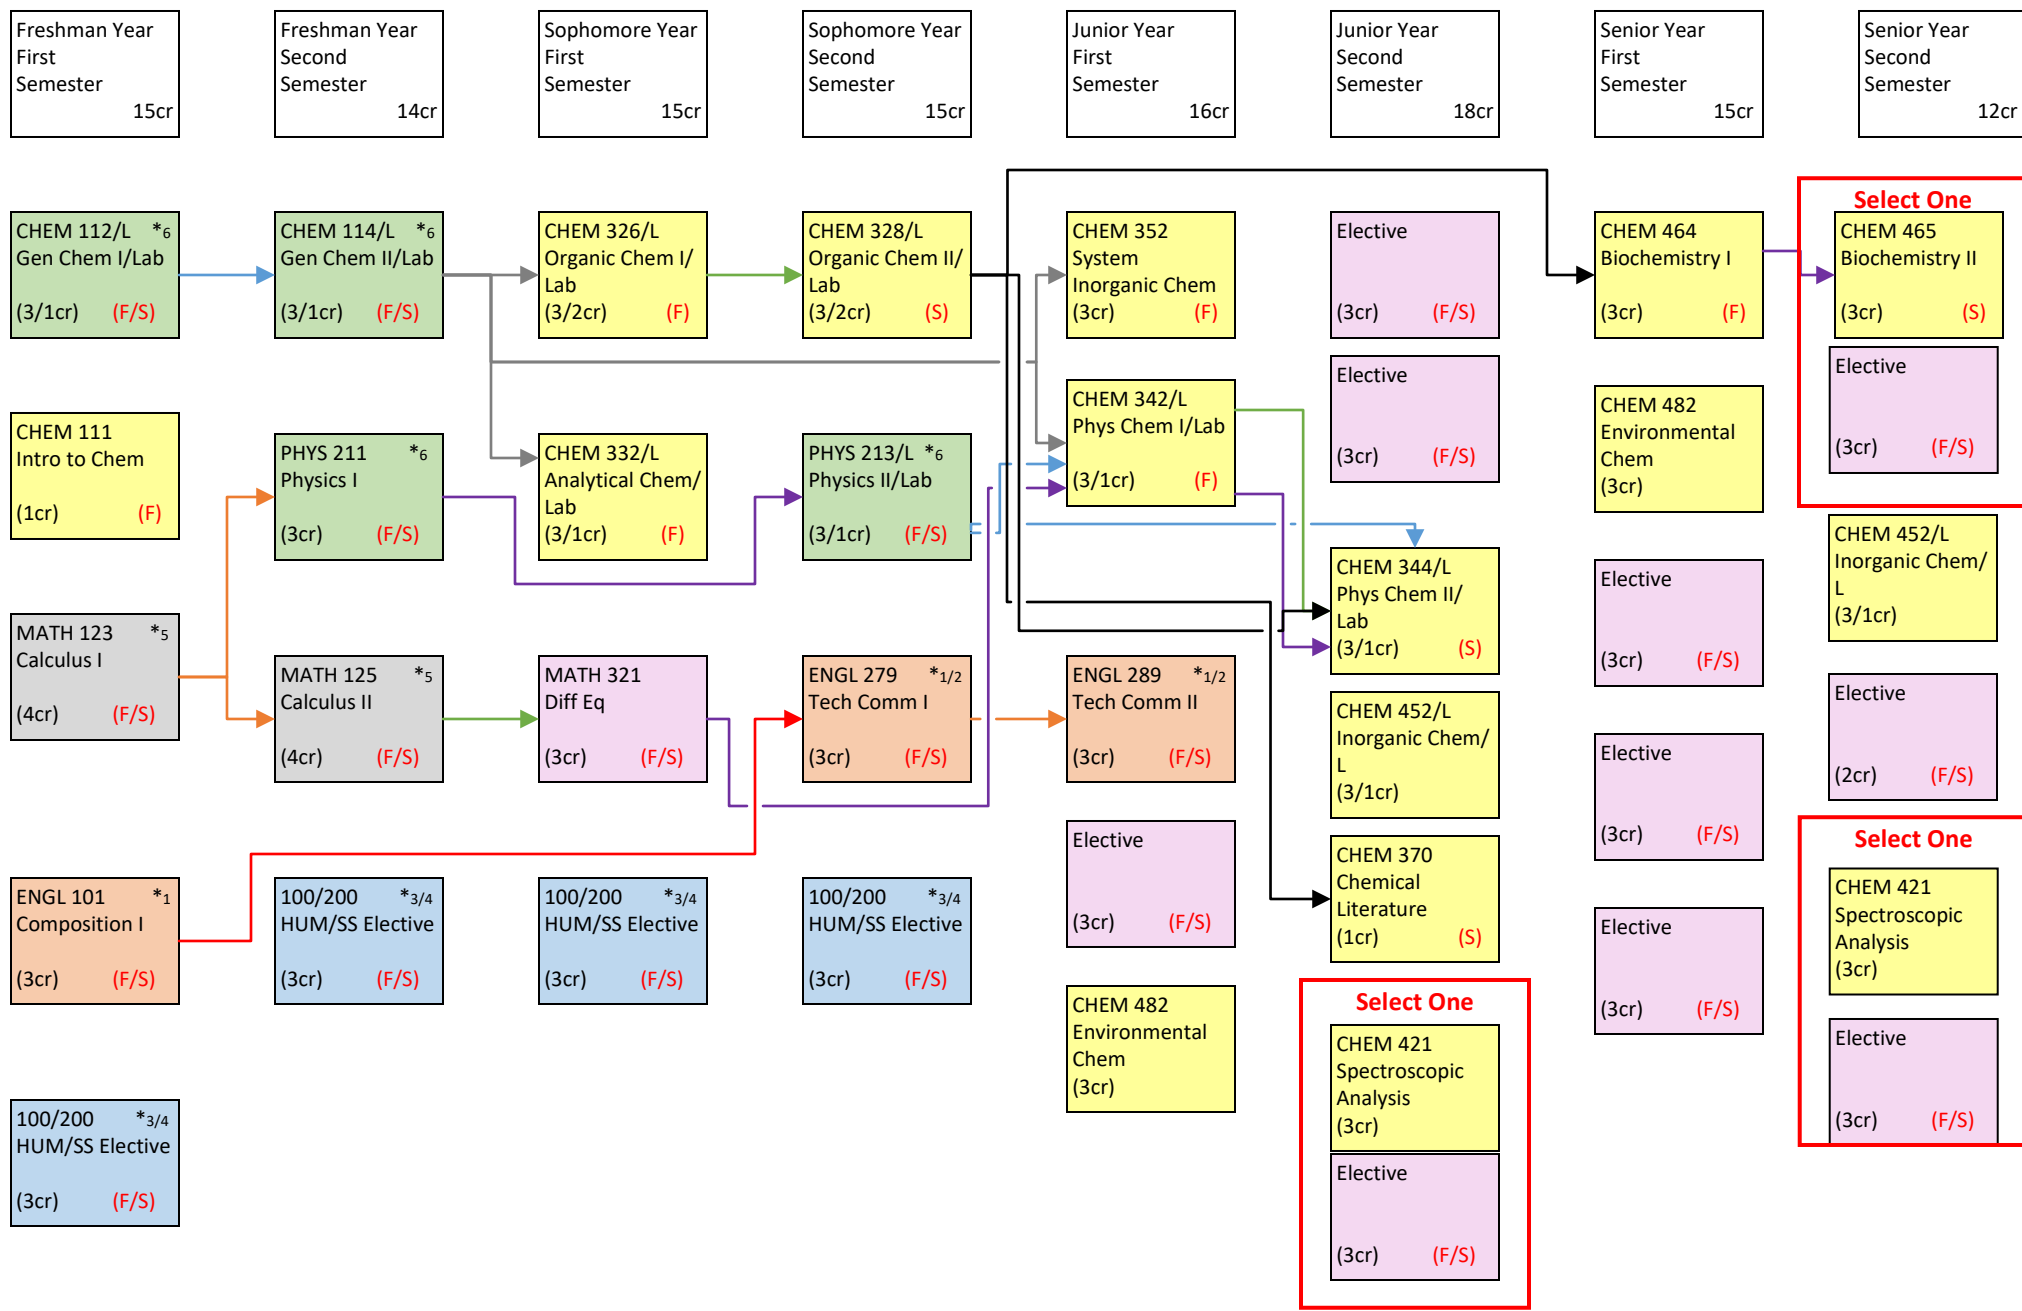 Freshman Year
First
Semester
15cr
Freshman Year
Second
Semester
14cr
Sophomore Year
First
Semester
15cr
Sophomore Year
Second
Semester
15cr
Junior Year
First
Semester
16cr
Junior Year
Second
Semester
18cr
Senior Year
First
Semester
15cr
Senior Year
Second
Semester
12cr
CHEM 112/L *6
Gen Chem I/Lab
(3/1cr) (F/S)
CHEM 111
Intro to Chem
(1cr) (F)
MATH 123 *5
Calculus I
(4cr) (F/S)
ENGL 101 *1
Composition I
(3cr) (F/S)
100/200 *3/4
HUM/SS Elective
(3cr) (F/S)
CHEM 114/L *6
Gen Chem II/Lab
(3/1cr) (F/S)
PHYS 211 *6
Physics I
(3cr) (F/S)
MATH 125 *5
Calculus II
(4cr) (F/S)
100/200 *3/4
HUM/SS Elective
(3cr) (F/S)
CHEM 326/L
Organic Chem I/
Lab
(3/2cr) (F)
CHEM 332/L
Analytical Chem/
Lab
(3/1cr) (F)
MATH 321
Diff Eq
(3cr) (F/S)
100/200 *3/4
HUM/SS Elective
(3cr) (F/S)
CHEM 328/L
Organic Chem II/
Lab
(3/2cr) (S)
PHYS 213/L *6
Physics II/Lab
(3/1cr) (F/S)
ENGL 279 *1/2
Tech Comm I
(3cr) (F/S)
100/200 *3/4
HUM/SS Elective
(3cr) (F/S)
CHEM 352
System
Inorganic Chem
(3cr) (F)
CHEM 342/L
Phys Chem I/Lab
(3/1cr) (F)
ENGL 289 *1/2
Tech Comm II
(3cr) (F/S)
Elective
(3cr) (F/S)
CHEM 482
Environmental
Chem
(3cr)
Elective
(3cr) (F/S)
Elective
(3cr) (F/S)
CHEM 344/L
Phys Chem II/
Lab
(3/1cr) (S)
CHEM 452/L
Inorganic Chem/
L
(3/1cr)
CHEM 370
Chemical
Literature
(1cr) (S)
Select One
CHEM 421
Spectroscopic
Analysis
(3cr)
Elective
(3cr) (F/S)
CHEM 464
Biochemistry I
(3cr) (F)
CHEM 482
Environmental
Chem
(3cr)
Elective
(3cr) (F/S)
Elective
(3cr) (F/S)
Elective
(3cr) (F/S)
Select One
CHEM 465
Biochemistry II
(3cr) (S)
Elective
(3cr) (F/S)
CHEM 452/L
Inorganic Chem/
L
(3/1cr)
Elective
(2cr) (F/S)
Select One
CHEM 421
Spectroscopic
Analysis
(3cr)
Elective
(3cr) (F/S)